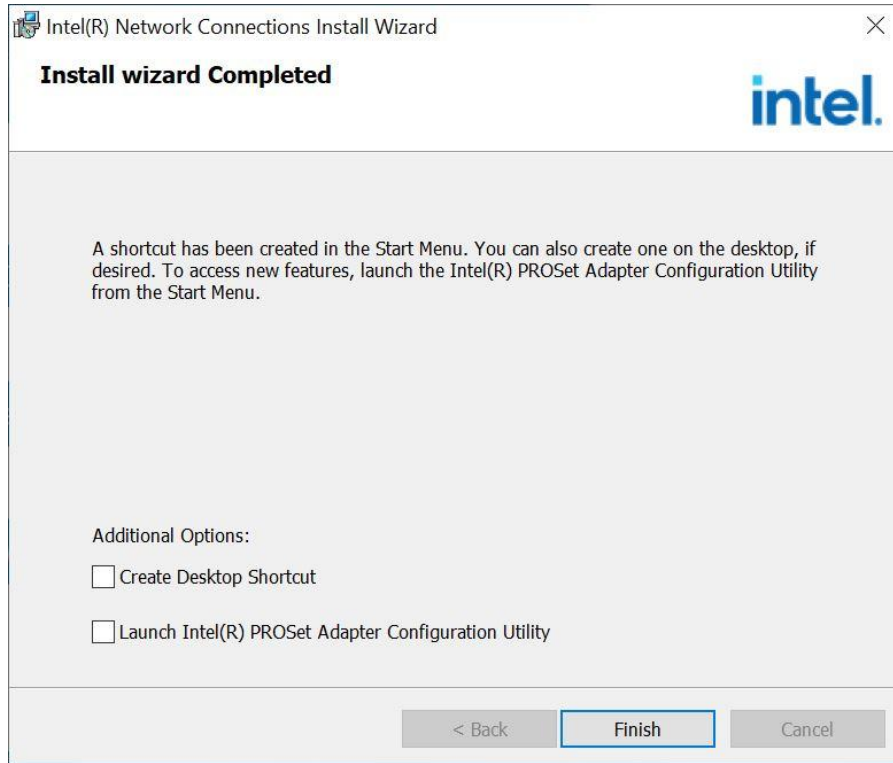 Intel(R) Network Connections Install Wizard
Install wizard Completed
intel.
A shortcut has been created in the Start Menu. You can also create one on the desktop, if
desired. To access new features, launch the Intel(R) PROSet Adapter Configuration Utility
from the Start Menu.
Additional Options:
Create Desktop Shortcut
Launch Intel(R) PROSet Adapter Configuration Utility
< Back
Finish
Cancel